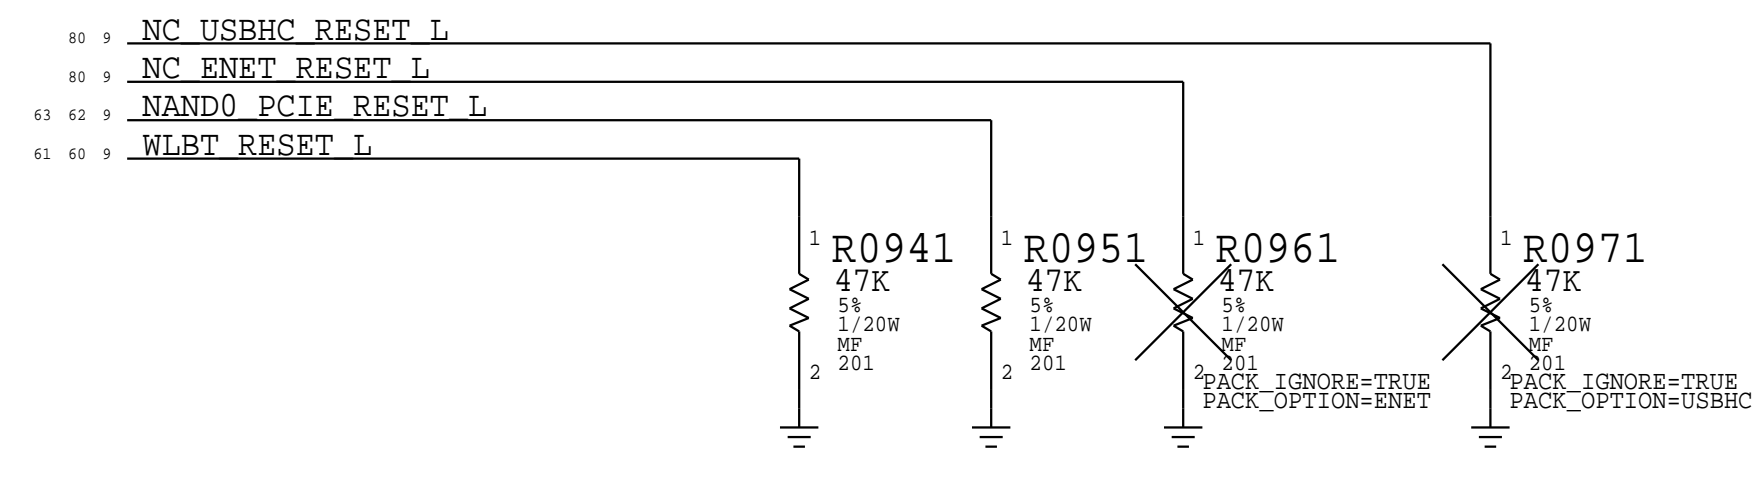 80 9 NC_USBHC_RESET_L
80 9 NC_ENET_RESET_L
63 62 9 NAND0_PCIE_RESET_L
61 60 9 WLBT_RESET_L
1 R0941
47K
5%
1/20W
MF
201
2
1 R0951
47K
5%
1/20W
MF
201
2
1 R0961
47K
5%
1/20W
MF
201
2
PACK_IGNORE=TRUE
PACK_OPTION=ENET
1 R0971
47K
5%
1/20W
MF
201
2
PACK_IGNORE=TRUE
PACK_OPTION=USBHC